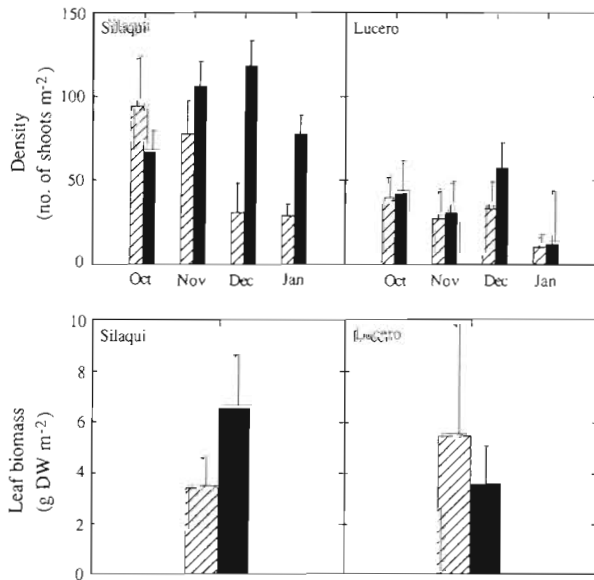 150
100
50
0
Density
(no. of shoots m-2)
Silaqui
Lucero
Oct Nov Dec Jan
Oct Nov Dec Jan
10
8
6
4
2
0
Leaf biomass
(g DW m-2)
Silaqui
Lucero